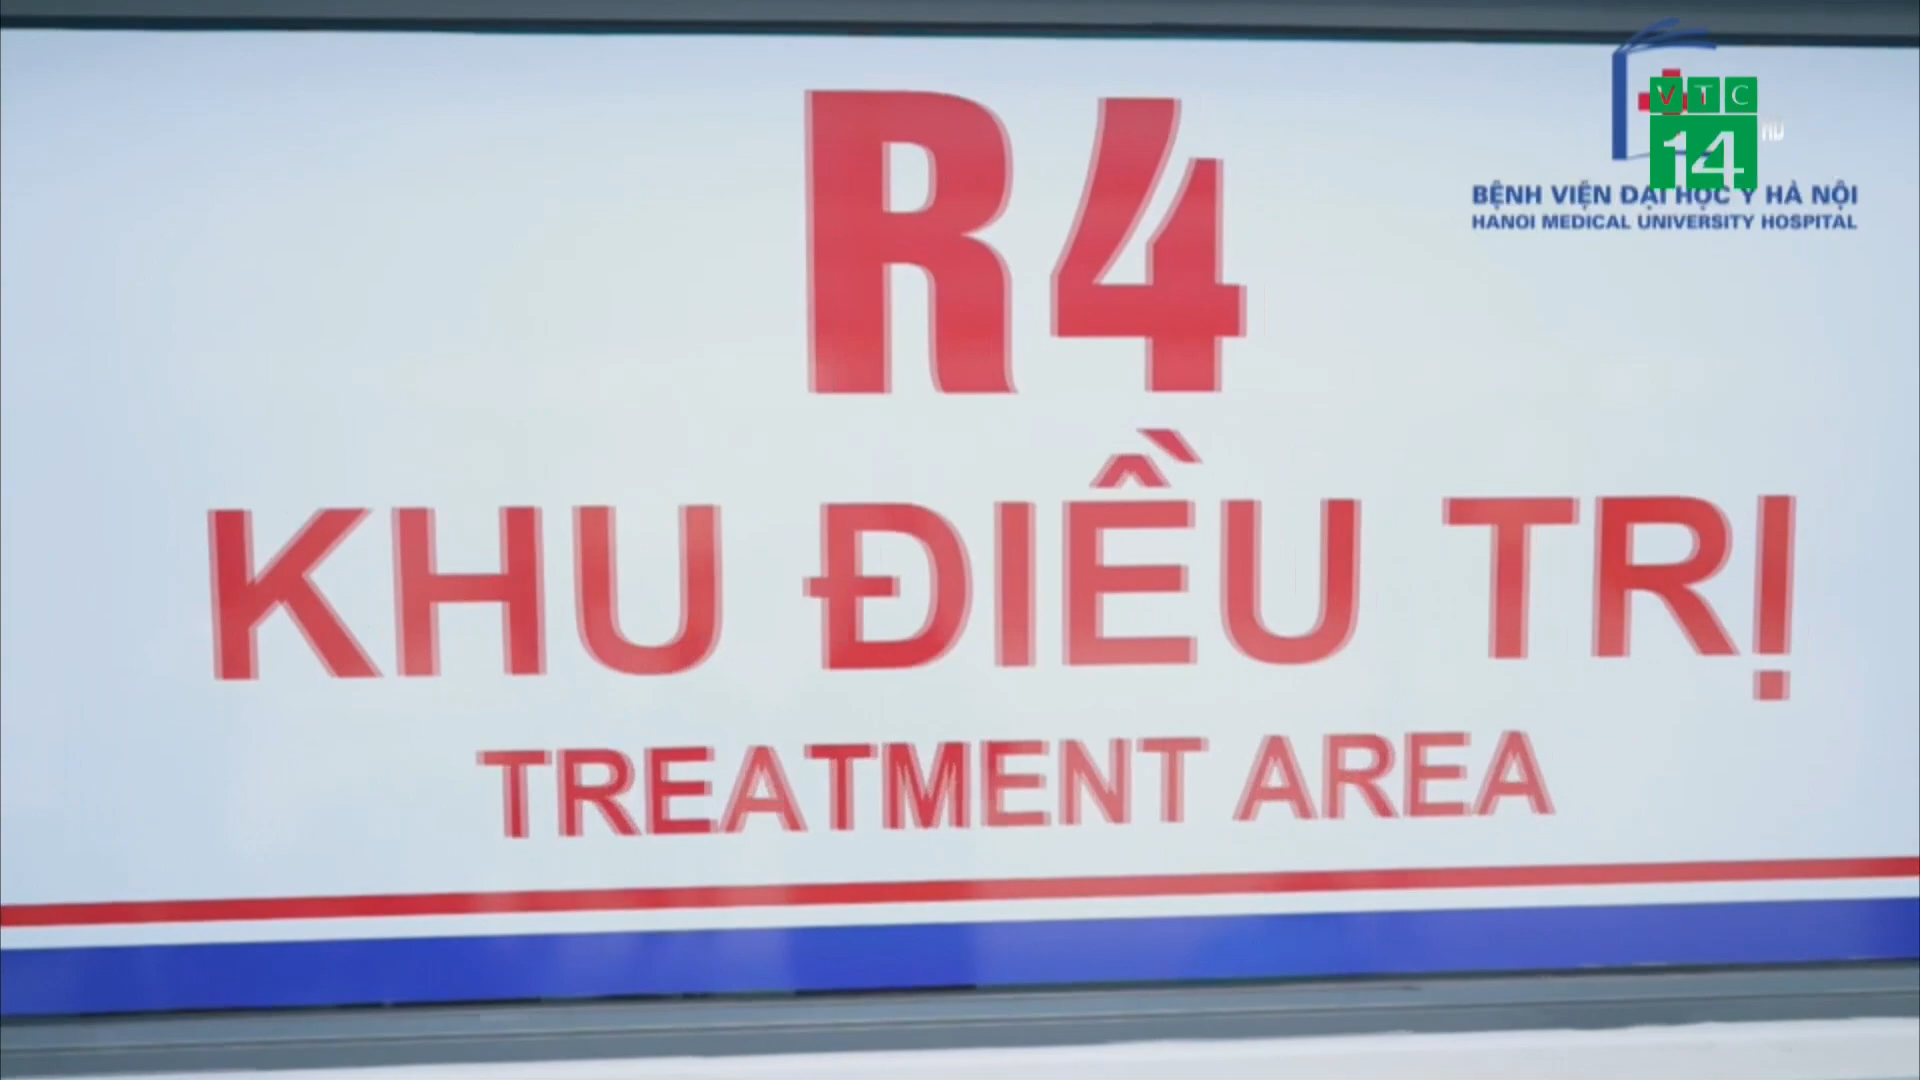 VTC
14
HD
BỆNH VIỆN ĐẠI HỌC Y HÀ NỘI
HANOI MEDICAL UNIVERSITY HOSPITAL
R4
KHU ĐIỀU TRỊ
TREATMENT AREA